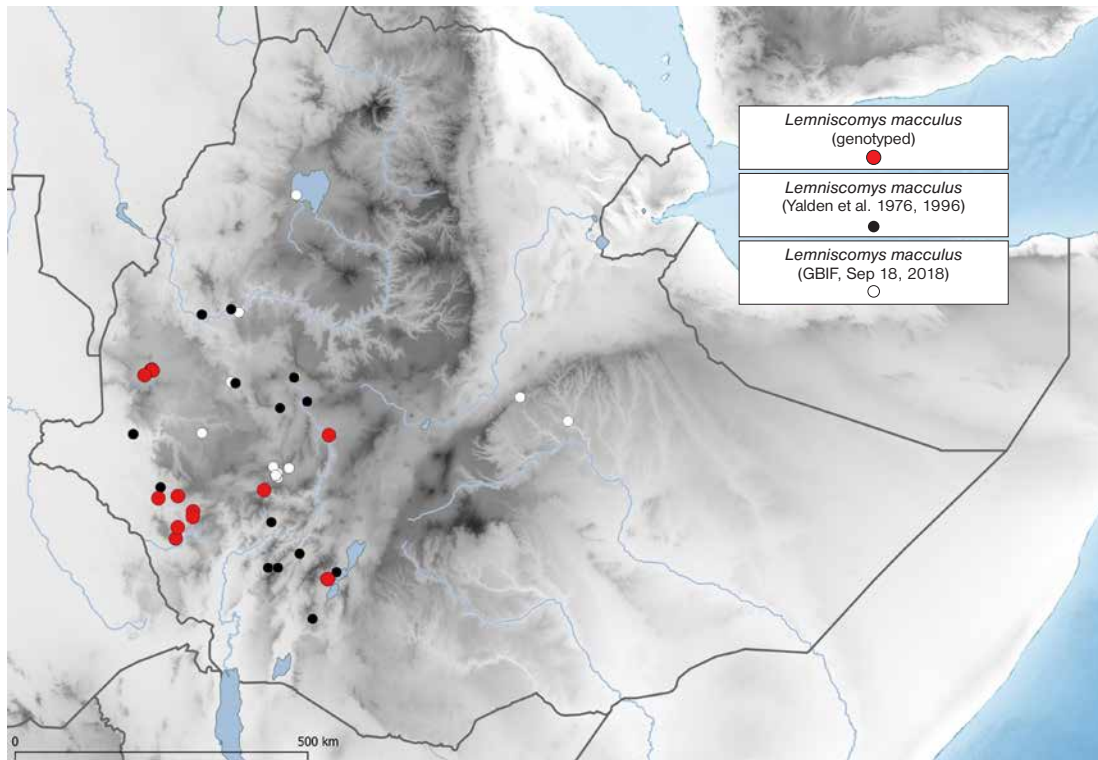 Lemniscomys macculus
(genotyped)
Lemniscomys macculus
(Yalden et al. 1976, 1996)
Lemniscomys macculus
(GBIF, Sep 18, 2018)
0 500 km